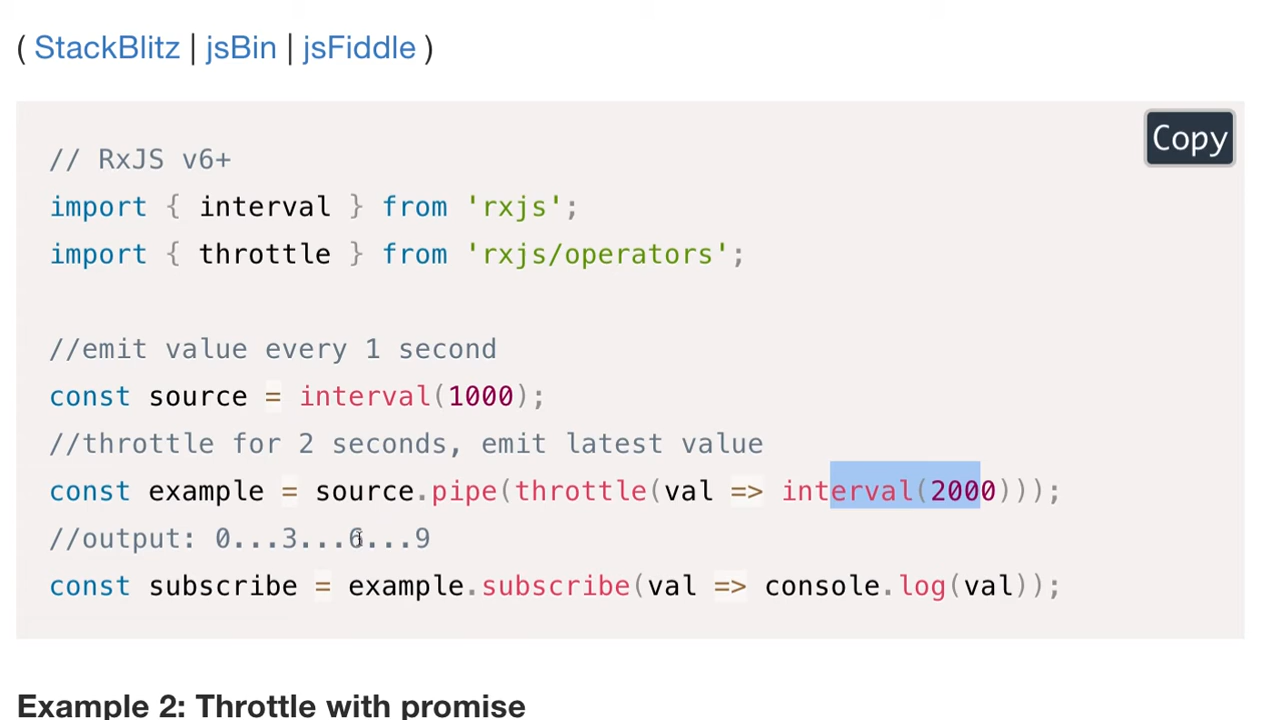 ( StackBlitz | jsBin | jsFiddle )
Copy
// RxJS v6+
import { interval } from 'rxjs';
import { throttle } from 'rxjs/operators';
//emit value every 1 second
const source = interval(1000);
//throttle for 2 seconds, emit latest value
const example = source.pipe(throttle(val => interval(2000)));
//output: 0...3...6...9
const subscribe = example.subscribe(val => console.log(val));
Example 2: Throttle with promise